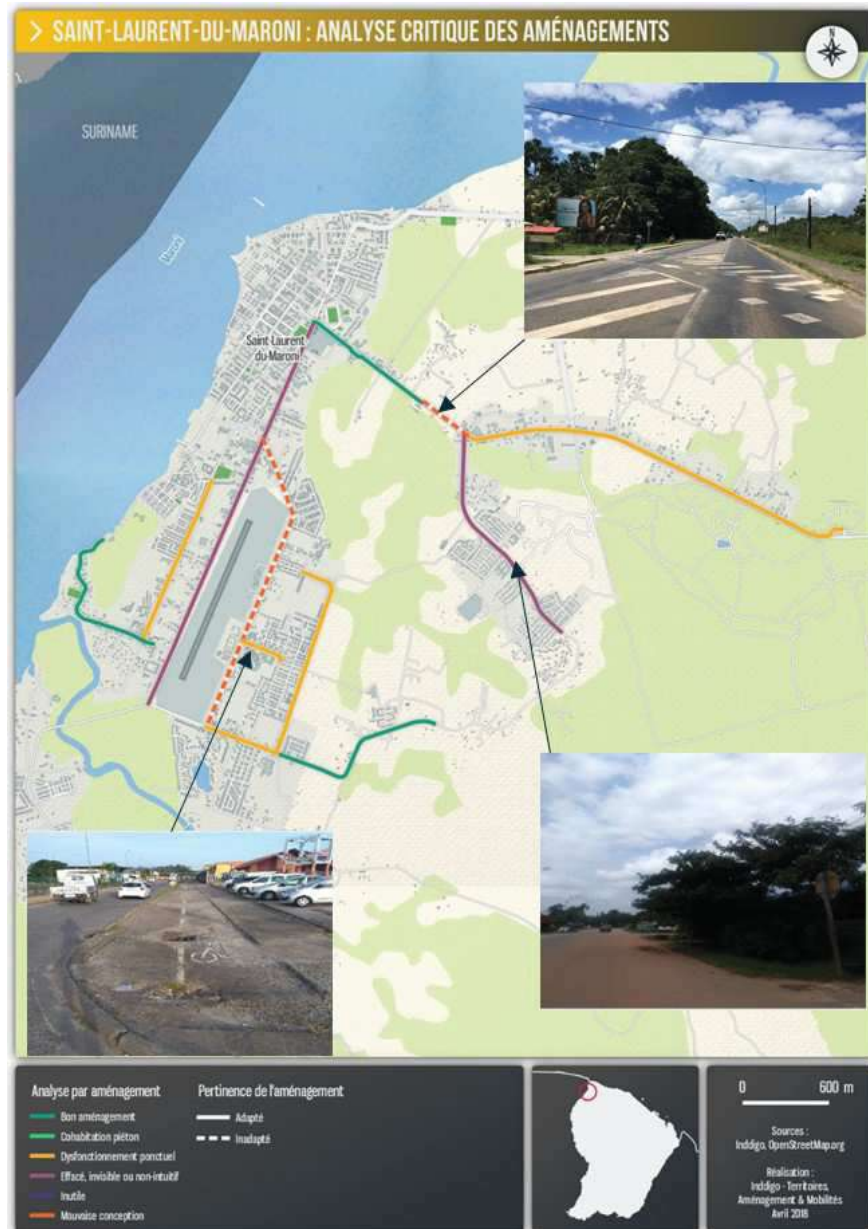 > SAINT-LAURENT-DU-MARONI : ANALYSE CRITIQUE DES AMÉNAGEMENTS
N
SURINAME
Maroni
Saint-Laurent
du-Maroni
Analyse par aménagement
Bon aménagement
Cohabitation piéton
Dysfonctionnement ponctuel
Effacé, invisible ou non-intuitif
Inutile
Mauvaise conception
Pertinence de l'aménagement
Adapté
Inadapté
0 600 m
Sources :
Inddigo, OpenStreetMap.org
Réalisation :
Inddigo - Territoires,
Aménagement & Mobilités
Avril 2018